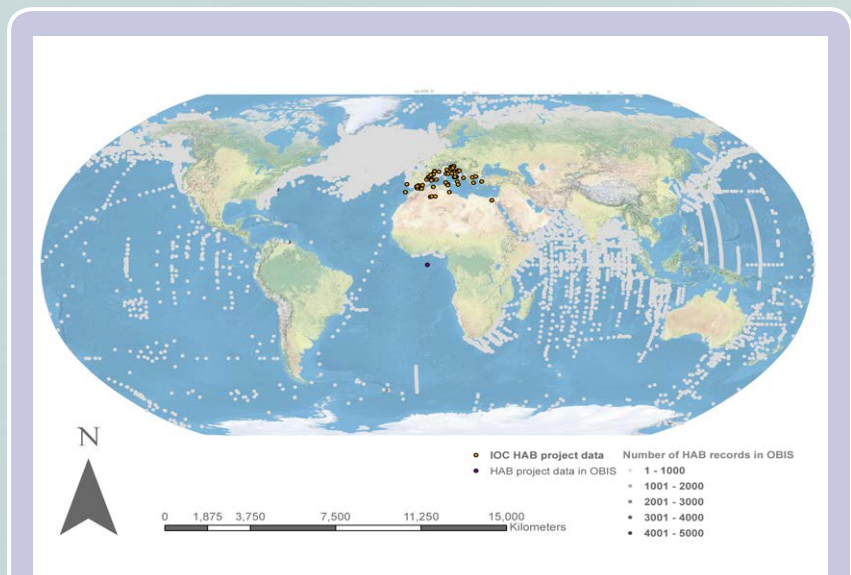 N
IOC HAB project data
HAB project data in OBIS
Number of HAB records in OBIS
1 - 1000
1001 - 2000
2001 - 3000
3001 - 4000
4001 - 5000
0 1,875 3,750 7,500 11,250 15,000
Kilometers